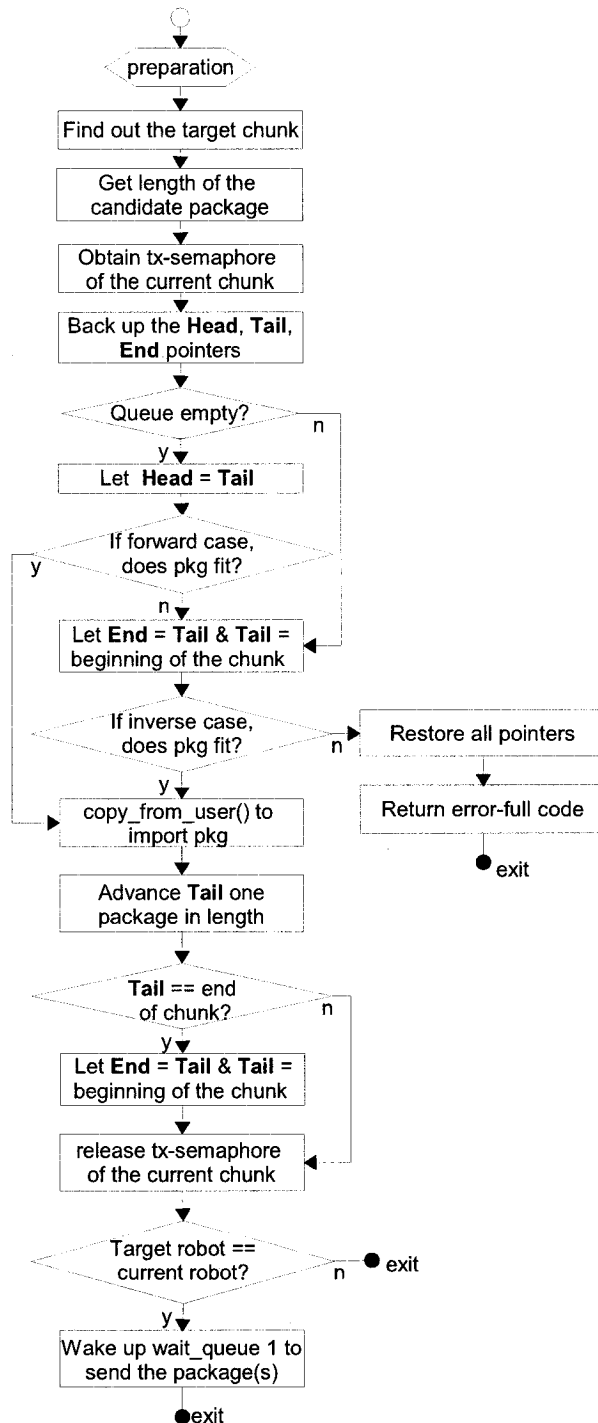 preparation
Find out the target chunk
Get length of the
candidate package
Obtain tx-semaphore
of the current chunk
Back up the Head, Tail,
End pointers
Queue empty?
n
y
Let Head = Tail
If forward case,
does pkg fit?
y
n
Let End = Tail & Tail =
beginning of the chunk
If inverse case,
does pkg fit?
n
Restore all pointers
y
Return error-full code
exit
copy_from_user() to
import pkg
Advance Tail one
package in length
Tail == end
of chunk?
n
y
Let End = Tail & Tail =
beginning of the chunk
release tx-semaphore
of the current chunk
Target robot ==
current robot?
n
exit
y
Wake up wait_queue 1 to
send the package(s)
exit